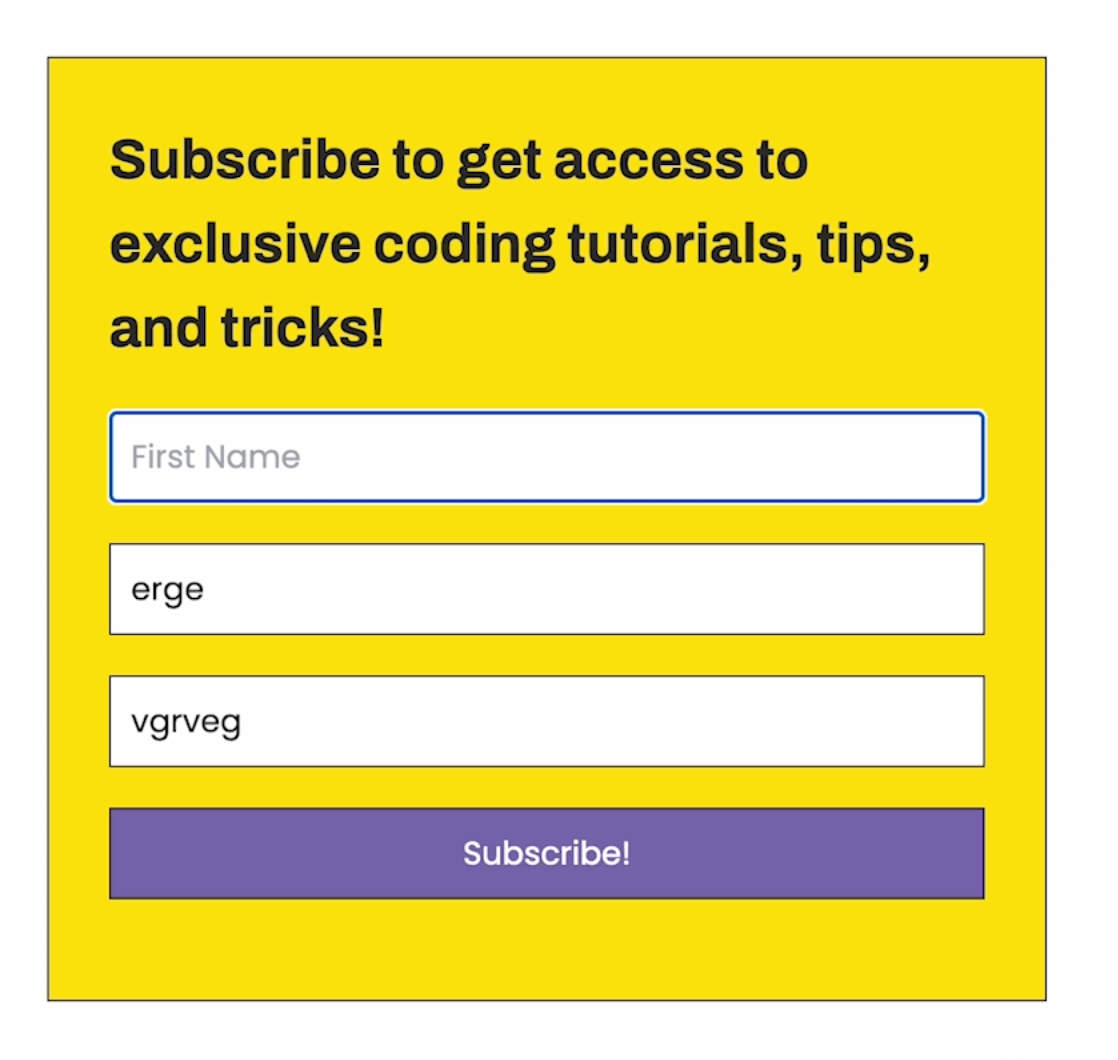 Subscribe to get access to
exclusive coding tutorials, tips,
and tricks!
First Name
erge
vgrveg
Subscribe!